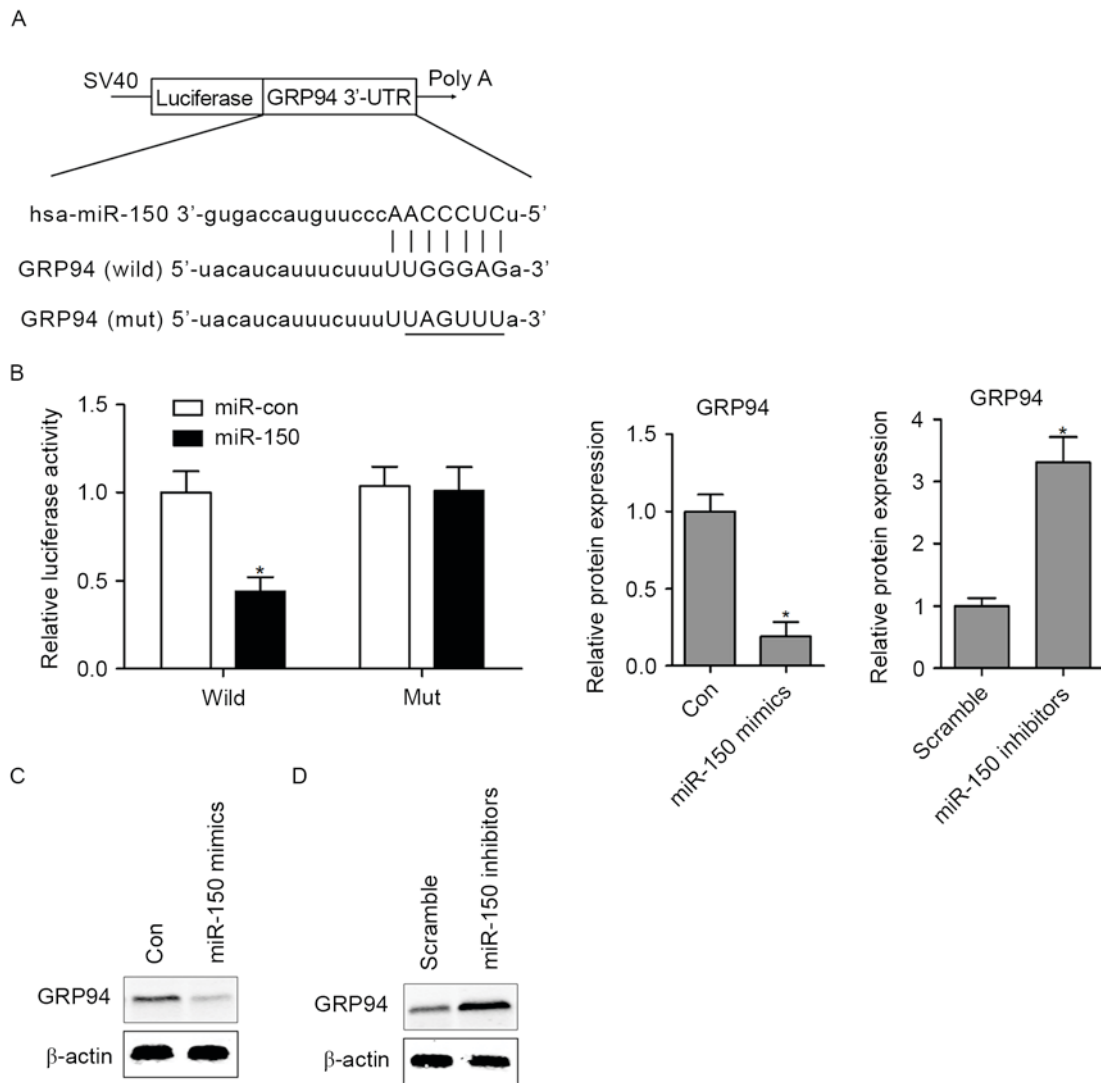 A
SV40 Luciferase GRP94 3’-UTR Poly A
hsa-miR-150 3’-gugaccauguucccAACCCUCu-5’
GRP94 (wild) 5’-uacaucauuucuuuUUGGGAGa-3’
GRP94 (mut) 5’-uacaucauuucuuuUUAGUUUa-3’
B
Relative luciferase activity
1.5
1.0
0.5
0.0
miR-con
miR-150
*
Wild Mut
GRP94
Relative protein expression
1.5
1.0
0.5
0.0
*
Con
miR-150 mimics
GRP94
Relative protein expression
4
3
2
1
0
*
Scramble
miR-150 inhibitors
C
Con
miR-150 mimics
GRP94
β-actin
D
Scramble
miR-150 inhibitors
GRP94
β-actin